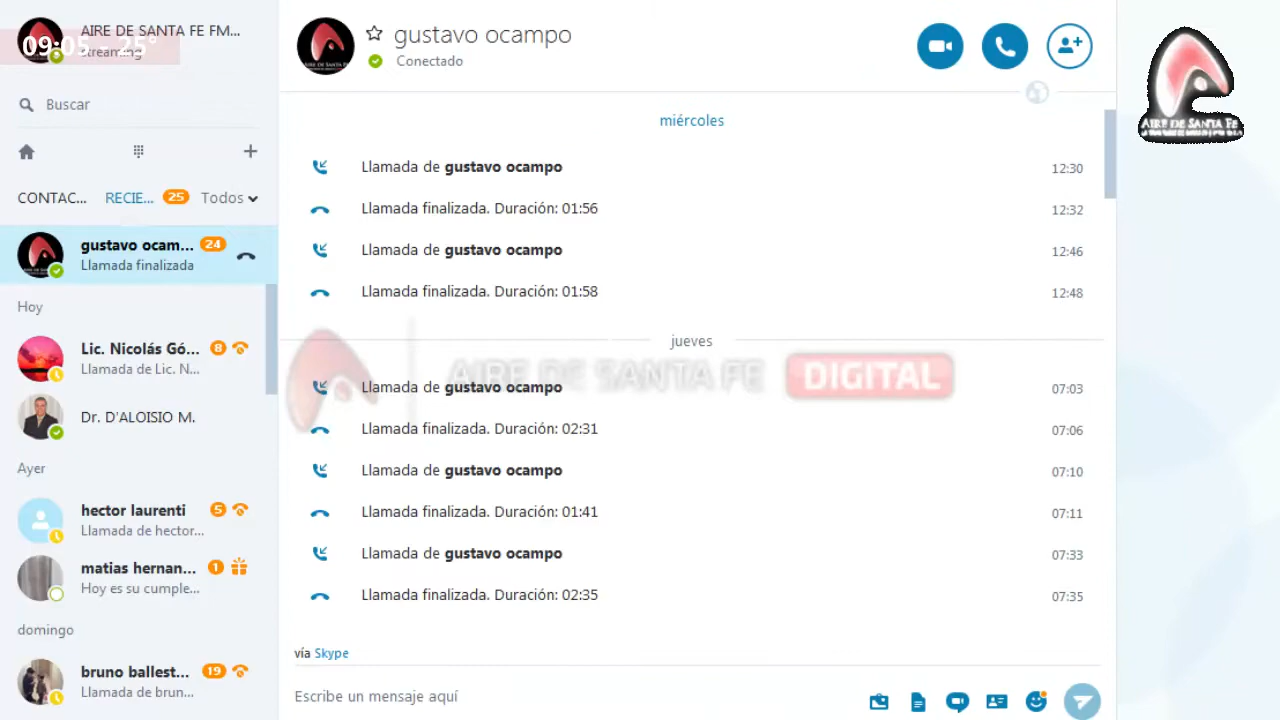 AIRE DE SANTA FE FM...
Streaming
09:05 - 25°
Buscar
CONTAC... RECIE... 25 Todos
gustavo ocam... 24
Llamada finalizada
Hoy
Lic. Nicolás Gó... 8
Llamada de Lic. N...
Dr. D'ALOISIO M.
Ayer
hector laurenti 5
Llamada de hector...
matias hernan... 1
Hoy es su cumple...
domingo
bruno ballest... 19
Llamada de brun...
gustavo ocampo
Conectado
miércoles
Llamada de gustavo ocampo 12:30
Llamada finalizada. Duración: 01:56 12:32
Llamada de gustavo ocampo 12:46
Llamada finalizada. Duración: 01:58 12:48
jueves
AIRE DE SANTA FE DIGITAL
Llamada de gustavo ocampo 07:03
Llamada finalizada. Duración: 02:31 07:06
Llamada de gustavo ocampo 07:10
Llamada finalizada. Duración: 01:41 07:11
Llamada de gustavo ocampo 07:33
Llamada finalizada. Duración: 02:35 07:35
vía Skype
Escribe un mensaje aquí
AIRE DE SANTA FE